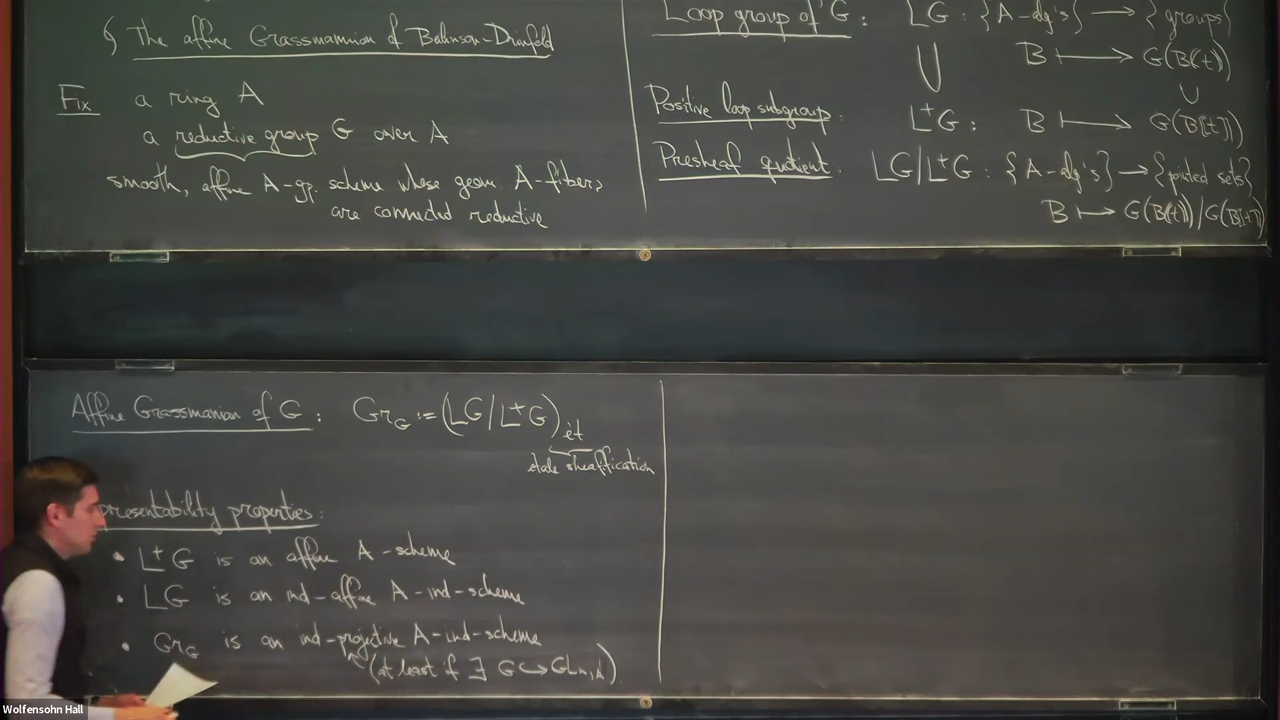 § The affine Grassmannian of Beilinson–Drinfeld
Fix a ring A
a reductive group G over A
smooth, affine A-gp. scheme whose geom. A-fibers
are connected reductive
Loop group of G : LG : {A-alg's} → {groups}
∪ B ↦ G(B((t)))
∪
Positive loop subgroup : L⁺G : B ↦ G(B[[t]])
Presheaf quotient : LG/L⁺G : {A-alg's} → {pointed sets}
B ↦ G(B((t)))/G(B[[t]])
Affine Grassmannian of G : Gr_G := (LG/L⁺G)_ét
étale sheafification
presentability properties :
• L⁺G is an affine A-scheme
• LG is an ind-affine A-ind-scheme
• Gr_G is an ind-projective A-ind-scheme
(at least if ∃ G ↪ GL_n,A)
Wolfensohn Hall